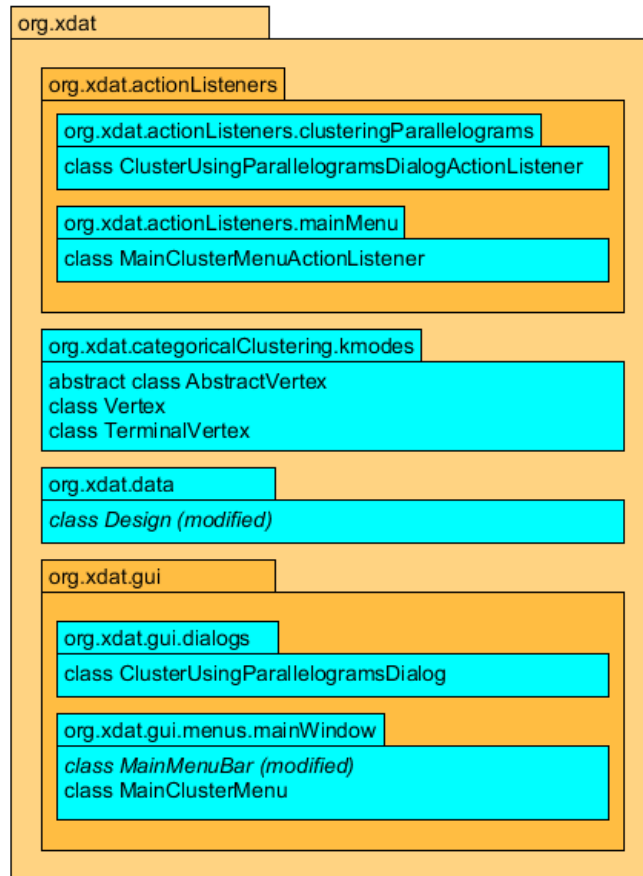 org.xdat
org.xdat.actionListeners
org.xdat.actionListeners.clusteringParallelograms
class ClusterUsingParallelogramsDialogActionListener
org.xdat.actionListeners.mainMenu
class MainClusterMenuActionListener
org.xdat.categoricalClustering.kmodes
abstract class AbstractVertex
class Vertex
class TerminalVertex
org.xdat.data
class Design (modified)
org.xdat.gui
org.xdat.gui.dialogs
class ClusterUsingParallelogramsDialog
org.xdat.gui.menus.mainWindow
class MainMenuBar (modified)
class MainClusterMenu